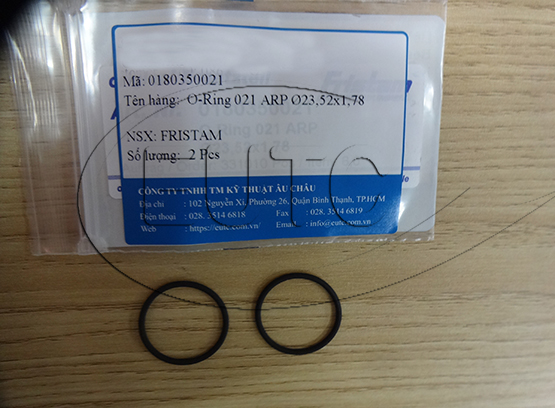 Mã: 0180350021
Tên hàng: O-Ring 021 ARP Ø23,52x1,78
NSX: FRISTAM
Số lượng: 2 Pcs
CÔNG TY TNHH TM KỸ THUẬT ÂU CHÂU
Địa chỉ : 102 Nguyễn Xí, Phường 26, Quận Bình Thạnh, TP.HCM
Điện thoại : 028. 3514 6818 Fax : 028. 3514 6819
Web : https://eutc.com.vn/ Email : info@eutc.com.vn